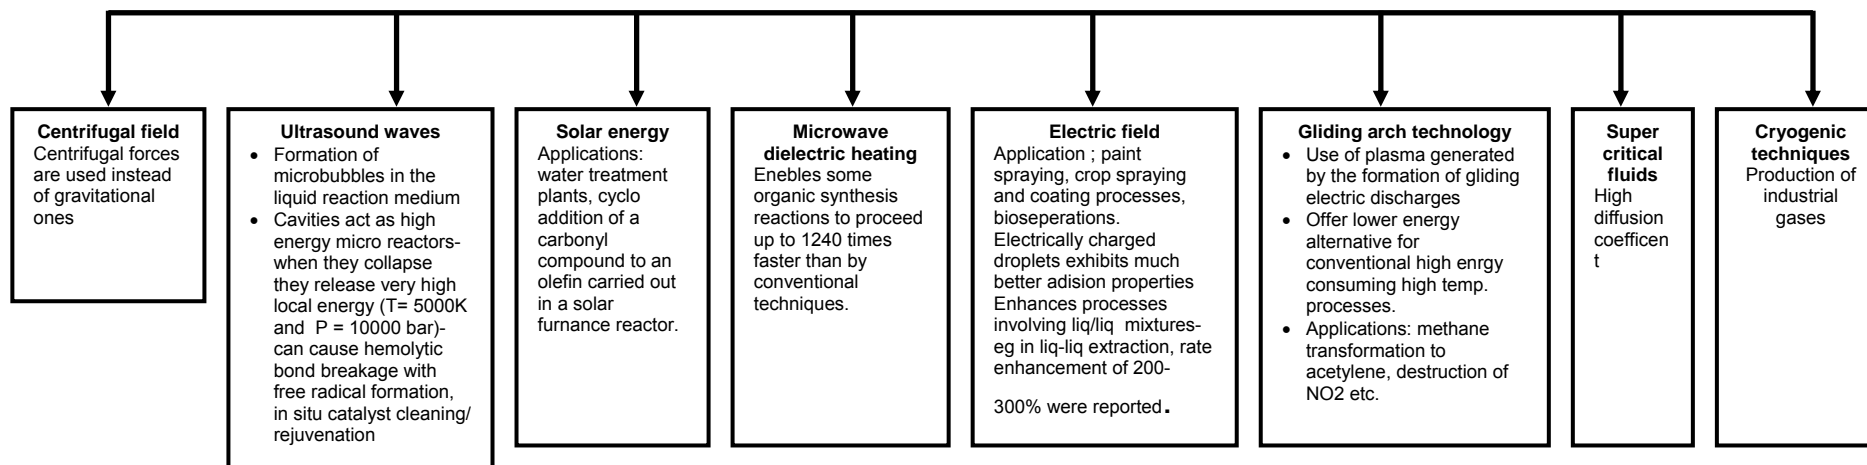 Centrifugal field
Centrifugal forces
are used instead
of gravitational
ones
Ultrasound waves
• Formation of
microbubbles in the
liquid reaction medium
• Cavities act as high
energy micro reactors-
when they collapse
they release very high
local energy (T= 5000K
and P = 10000 bar)-
can cause hemolytic
bond breakage with
free radical formation,
in situ catalyst cleaning/
rejuvenation
Solar energy
Applications:
water treatment
plants, cyclo
addition of a
carbonyl
compound to an
olefin carried out
in a solar
furnance reactor.
Microwave
dielectric heating
Enebles some
organic synthesis
reactions to proceed
up to 1240 times
faster than by
conventional
techniques.
Electric field
Application ; paint
spraying, crop spraying
and coating processes,
bioseperations.
Electrically charged
droplets exhibits much
better adision properties
Enhances processes
involving liq/liq mixtures-
eg in liq-liq extraction, rate
enhancement of 200-
300% were reported.
Gliding arch technology
• Use of plasma generated
by the formation of gliding
electric discharges
• Offer lower energy
alternative for
conventional high enrgy
consuming high temp.
processes.
• Applications: methane
transformation to
acetylene, destruction of
NO2 etc.
Super
critical
fluids
High
diffusion
coefficen
t
Cryogenic
techniques
Production of
industrial
gases